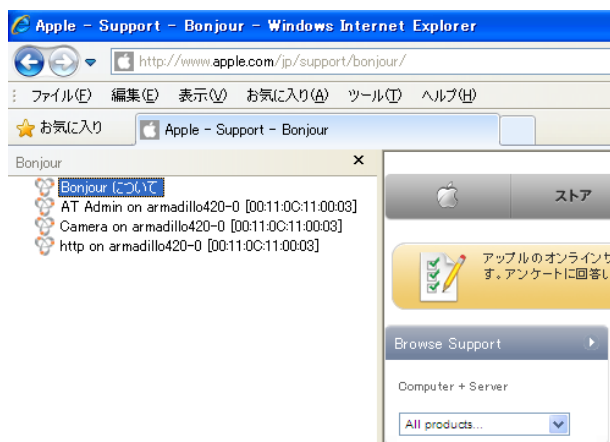 Apple - Support - Bonjour - Windows Internet Explorer
http://www.apple.com/jp/support/bonjour/
ファイル(F) 編集(E) 表示(V) お気に入り(A) ツール(T) ヘルプ(H)
お気に入り Apple - Support - Bonjour
Bonjour ×
Bonjour について
AT Admin on armadillo420-0 [00:11:0C:11:00:03]
Camera on armadillo420-0 [00:11:0C:11:00:03]
http on armadillo420-0 [00:11:0C:11:00:03]
ストア
アップルのオンライン
す。アンケートに回答し
Browse Support
Computer + Server
All products...